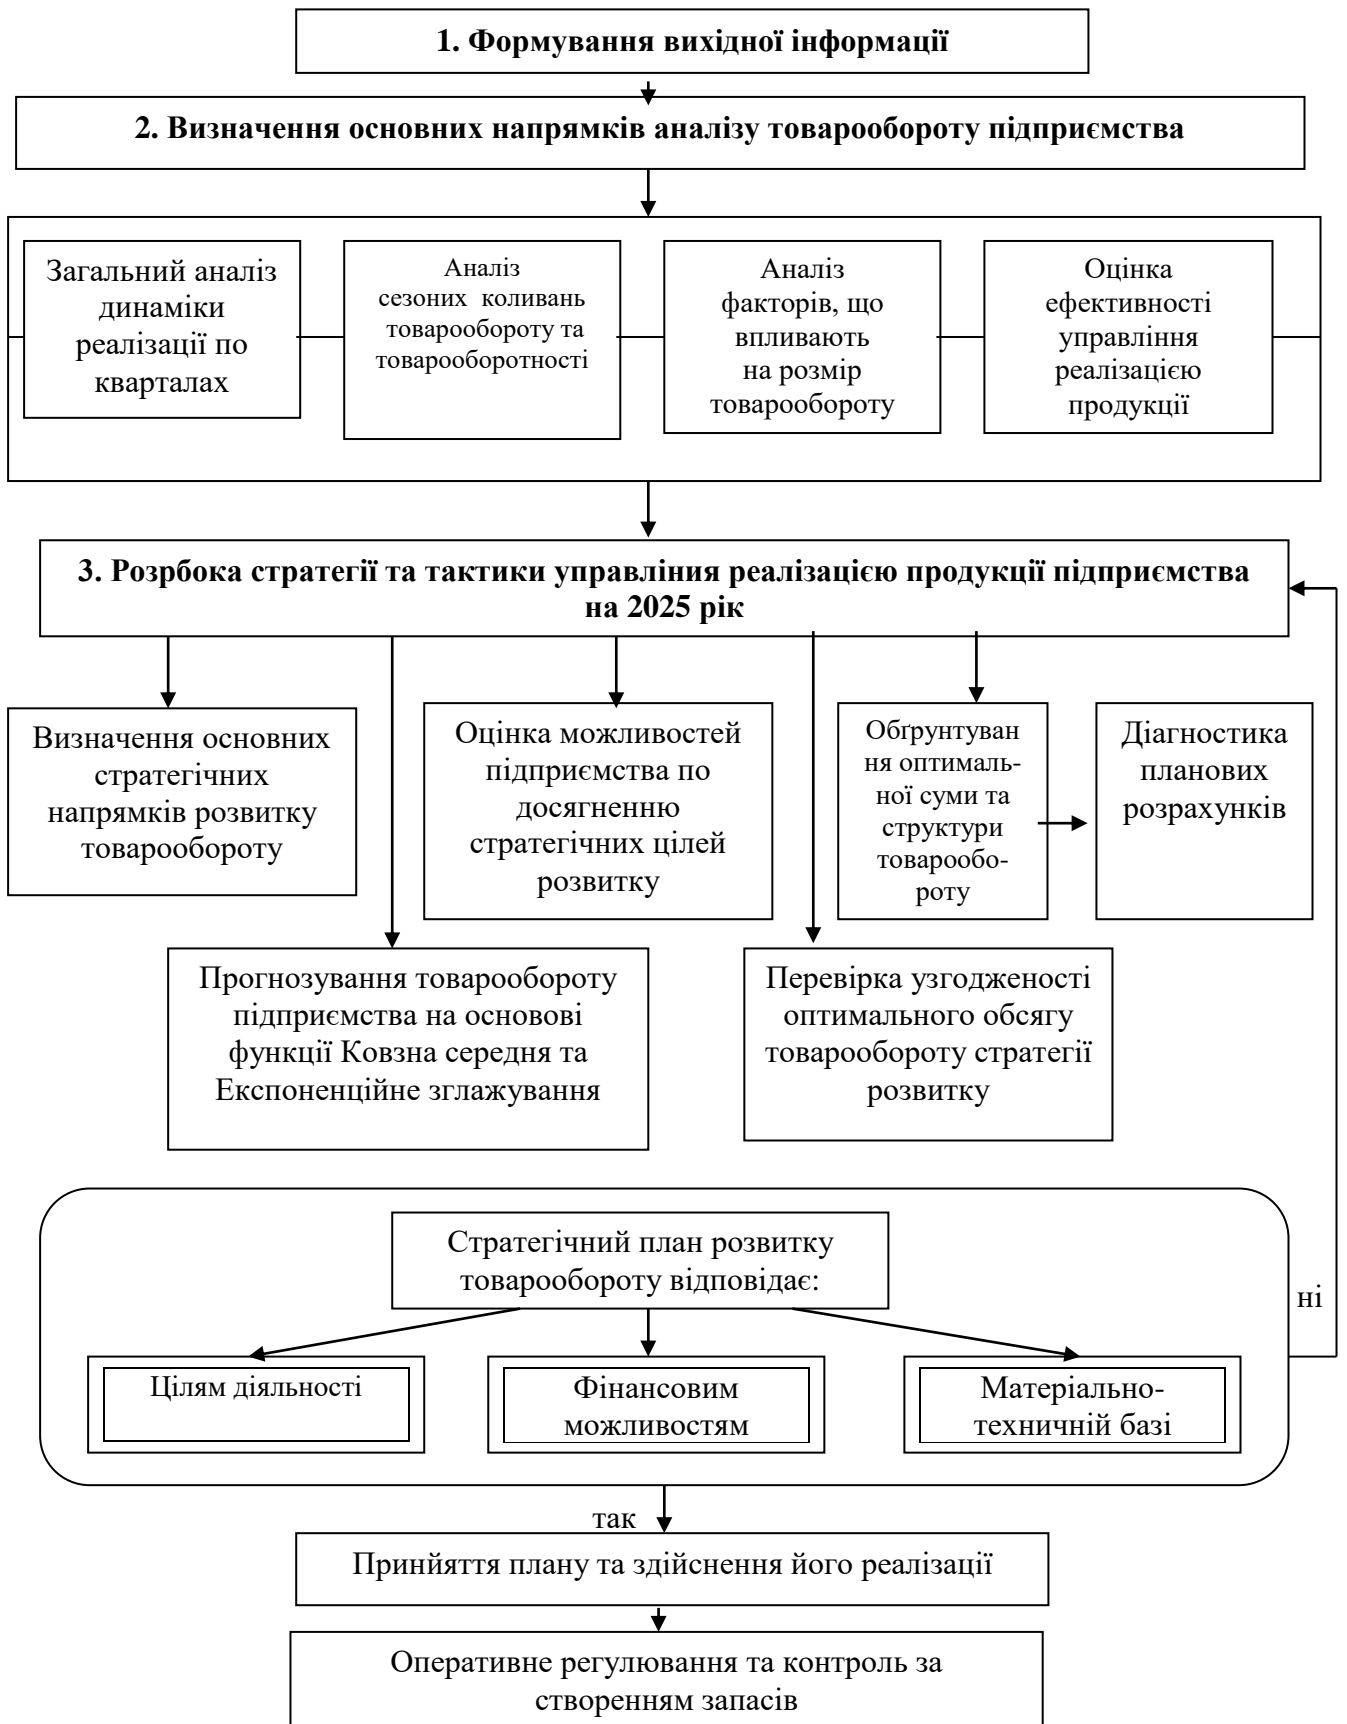 1. Формування вихідної інформації
2. Визначення основних напрямків аналізу товарообороту підприємства
Загальний аналіз
динаміки
реалізації по
кварталах
Аналіз
сезоних коливань
товарообороту та
товарооборотності
Аналіз
факторів, що
впливають
на розмір
товарообороту
Оцінка
ефективності
управління
реалізацією
продукції
3. Розрбока стратегії та тактики управліния реалізацією продукції підприємства
на 2025 рік
Визначення основних
стратегічних
напрямків розвитку
товарообороту
Оцінка можливостей
підприємства по
досягненню
стратегічних цілей
розвитку
Обґрунтуван
ня оптималь-
ної суми та
структури
товарообо-
роту
Діагностика
планових
розрахунків
Прогнозування товарообороту
підприємства на основові
функції Ковзна середня та
Експоненційне зглажування
Перевірка узгодженості
оптимального обсягу
товарообороту стратегії
розвитку
Стратегічний план розвитку
товарообороту відповідає:
ні
Цілям діяльності
Фінансовим
можливостям
Матеріально-
технічній базі
так
Принйяття плану та здійснення його реалізації
Оперативне регулювання та контроль за
створенням запасів